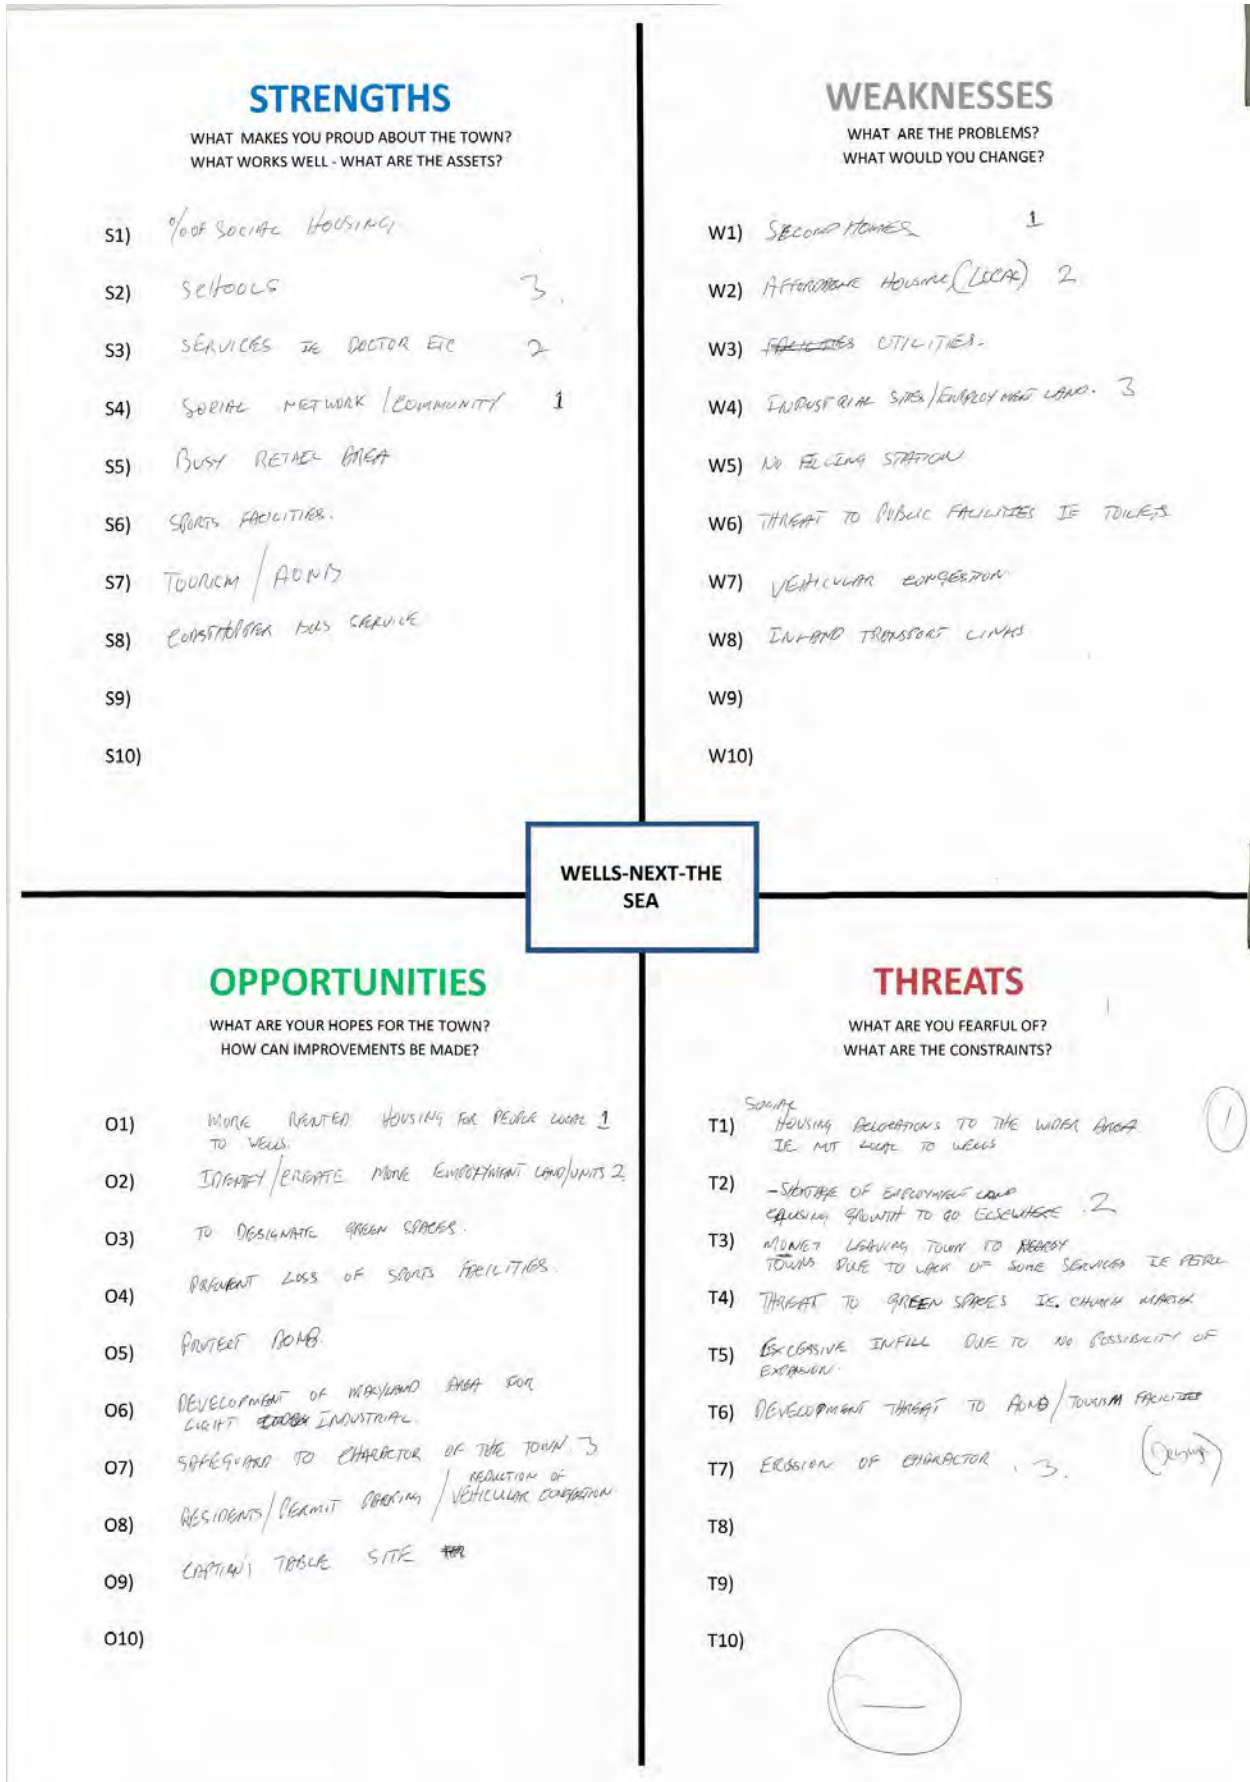 STRENGTHS
WHAT MAKES YOU PROUD ABOUT THE TOWN?
WHAT WORKS WELL - WHAT ARE THE ASSETS?
S1) % OF SOCIAL HOUSING
S2) SCHOOLS 3.
S3) SERVICES IE DOCTOR ETC 2
S4) SOCIAL NETWORK / COMMUNITY 1
S5) BUSY RETAIL AREA
S6) SPORTS FACILITIES.
S7) TOURISM / AONB
S8) COASTHOPPER BUS SERVICE
S9)
S10)
WEAKNESSES
WHAT ARE THE PROBLEMS?
WHAT WOULD YOU CHANGE?
W1) SECOND HOMES 1
W2) AFFORDABLE HOUSING (LOCAL) 2
W3) FACILITIES UTILITIES.
W4) INDUSTRIAL SITES/EMPLOYMENT LAND. 3
W5) NO FILLING STATION
W6) THREAT TO PUBLIC FACILITIES IE TOILETS
W7) VEHICULAR CONGESTION
W8) INLAND TRANSPORT LINKS
W9)
W10)
WELLS-NEXT-THE
SEA
OPPORTUNITIES
WHAT ARE YOUR HOPES FOR THE TOWN?
HOW CAN IMPROVEMENTS BE MADE?
O1) MORE RENTED HOUSING FOR PEOPLE LOCAL 1
TO WELLS.
O2) IDENTIFY/CREATE MORE EMPLOYMENT LAND/UNITS 2
O3) TO DESIGNATE GREEN SPACES.
O4) PREVENT LOSS OF SPORTS FACILITIES.
O5) PROTECT AONB.
O6) DEVELOPMENT OF MARYLAND AREA FOR
LIGHT INDUSTRIAL.
O7) SAFEGUARD TO CHARACTOR OF THE TOWN. 3
O8) RESIDENTS/PERMIT PARKING / REDUCTION OF
VEHICULAR CONGESTION
O9) CAPTIANS TABLE SITE
O10)
THREATS
WHAT ARE YOU FEARFUL OF?
WHAT ARE THE CONSTRAINTS?
SOCIAL
T1) HOUSING ALLOCATIONS TO THE WIDER AREA 1
IE NOT LOCAL TO WELLS
T2) - SHORTAGE OF EMPLOYMENT LAND
CAUSING GROWTH TO GO ELSEWHERE. 2
T3) MONEY LEAVING TOWN TO NEARBY
TOWNS DUE TO LACK OF SOME SERVICES IE PETROL
T4) THREAT TO GREEN SPACES IE. CHURCH MARSH
T5) EXCESSIVE INFILL DUE TO NO POSSIBILITY OF
EXPANSION.
T6) DEVELOPMENT THREAT TO AONB / TOURISM FACILITIES
T7) EROSION OF CHARACTOR. 3. (Design)
T8)
T9)
T10)